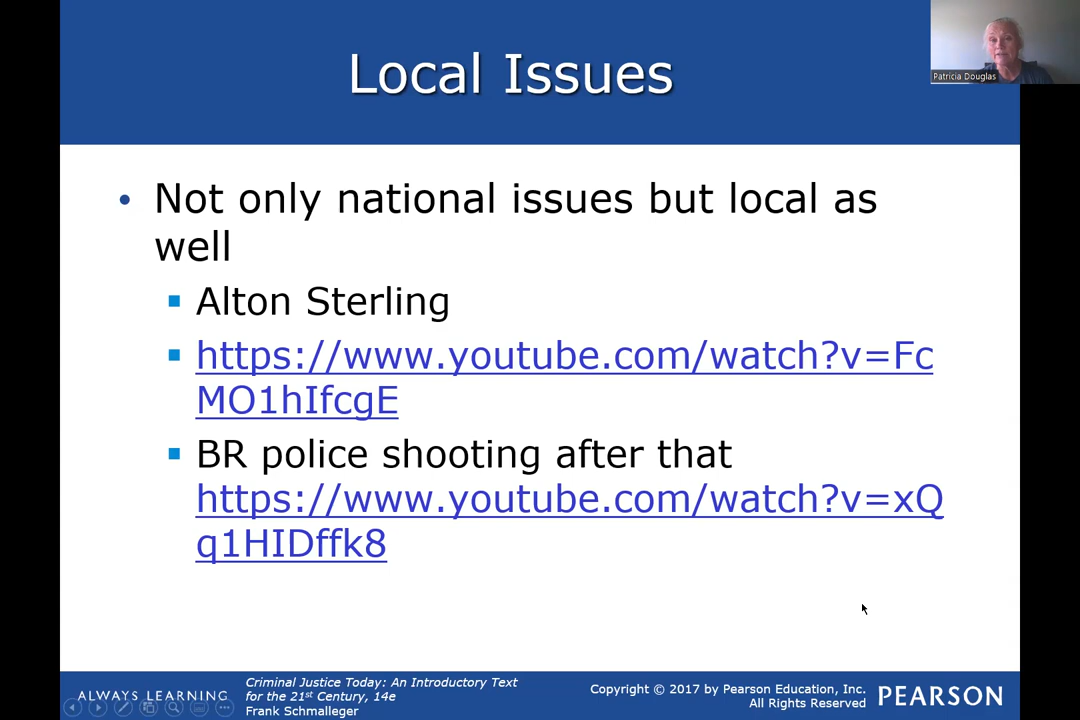 Local Issues
Patricia Douglas
• Not only national issues but local as
well
▪ Alton Sterling
▪ https://www.youtube.com/watch?v=Fc
MO1hIfcgE
▪ BR police shooting after that
https://www.youtube.com/watch?v=xQ
q1HIDffk8
ALWAYS LEARNING
Criminal Justice Today: An Introductory Text
for the 21st Century, 14e
Frank Schmalleger
Copyright © 2017 by Pearson Education, Inc.
All Rights Reserved
PEARSON